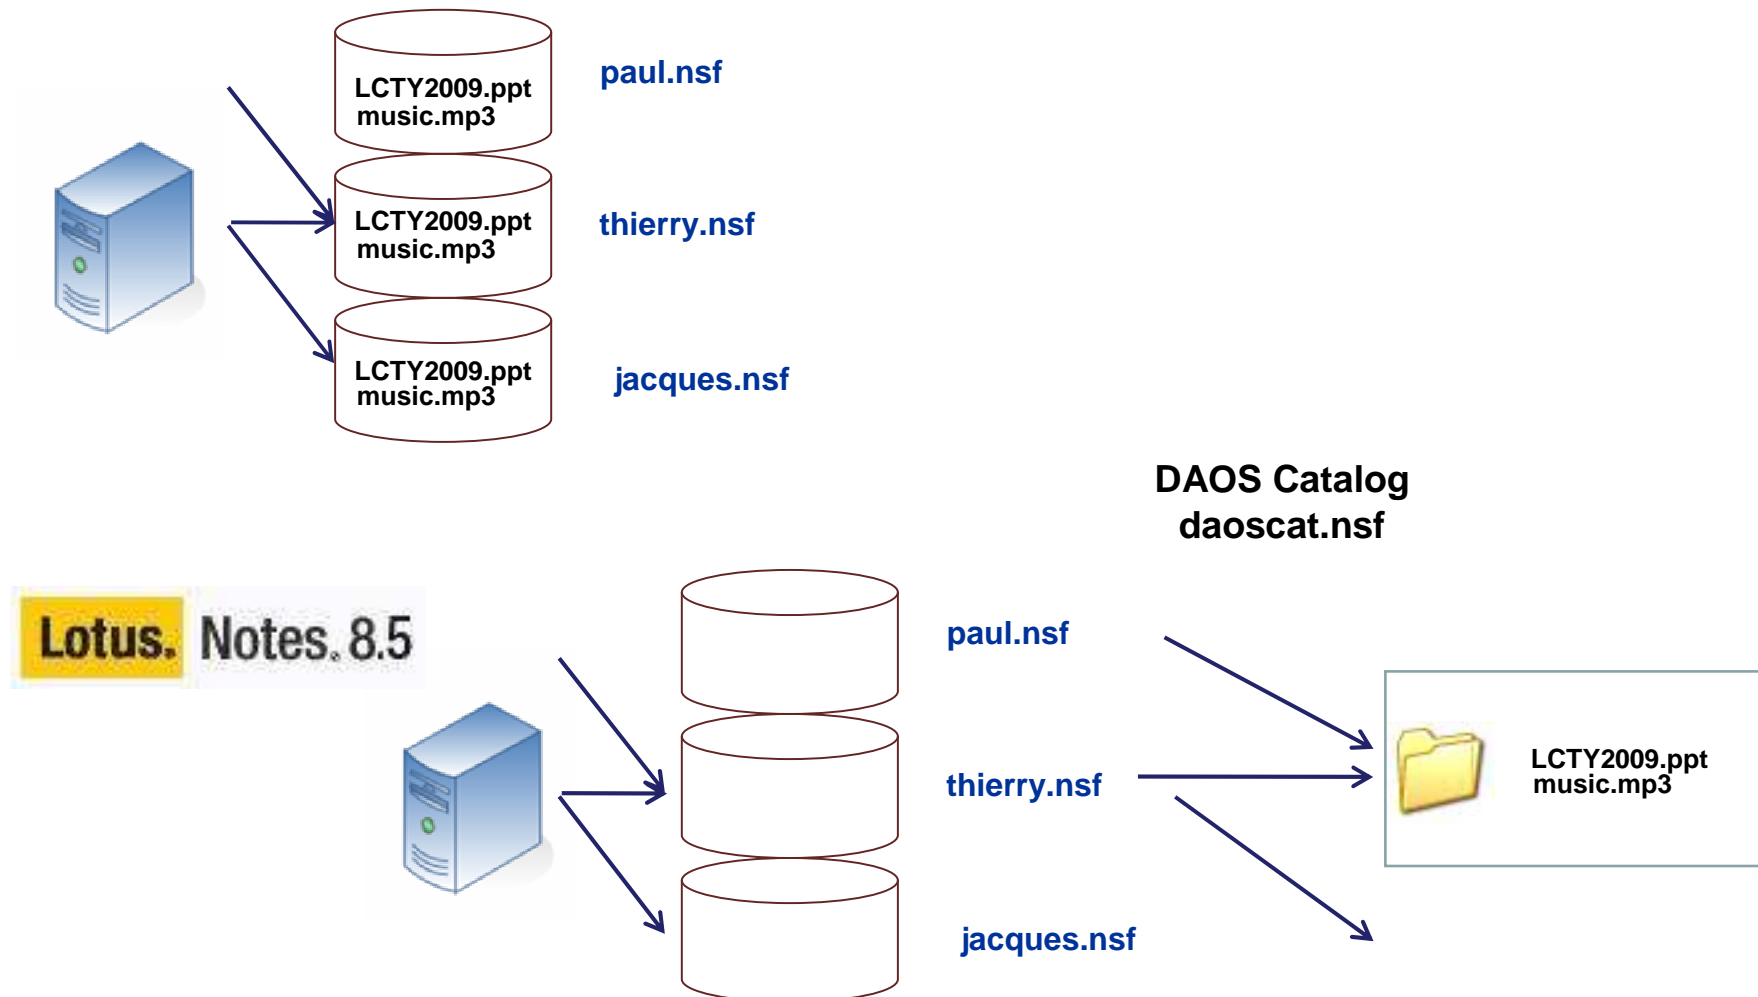 LCTY2009.ppt
music.mp3
paul.nsf
LCTY2009.ppt
music.mp3
thierry.nsf
LCTY2009.ppt
music.mp3
jacques.nsf
DAOS Catalog
daoscat.nsf
Lotus. Notes. 8.5
paul.nsf
thierry.nsf
LCTY2009.ppt
music.mp3
jacques.nsf